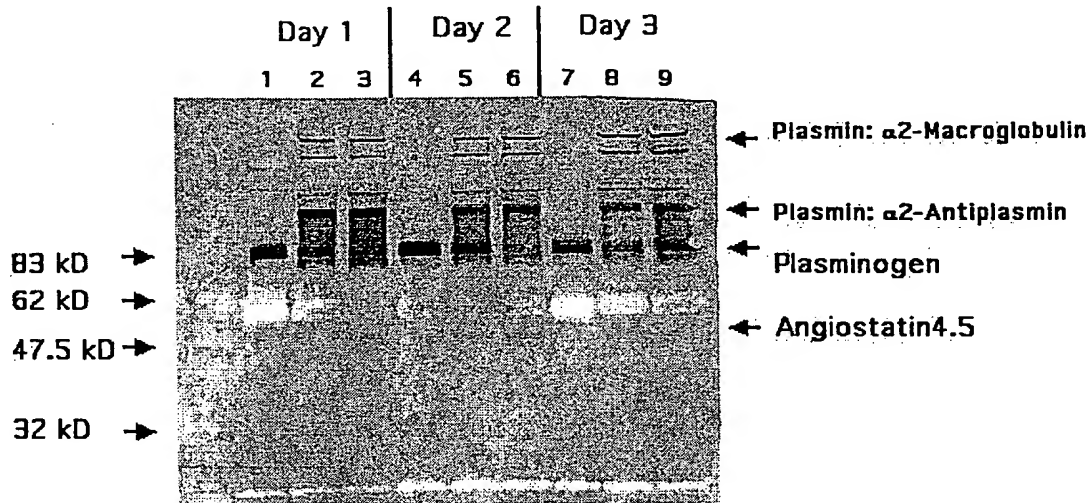 Day 1 Day 2 Day 3
1 2 3 4 5 6 7 8 9
Plasmin: α2-Macroglobulin
Plasmin: α2-Antiplasmin
83 kD
Plasminogen
62 kD
Angiostatin4.5
47.5 kD
32 kD